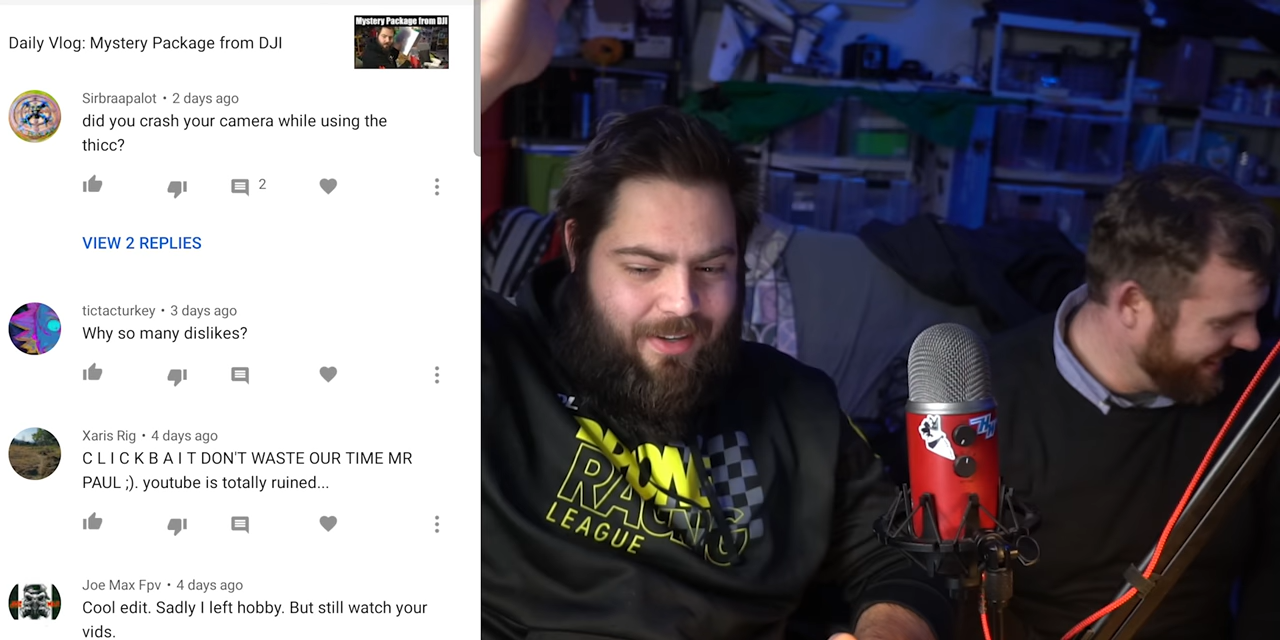 Daily Vlog: Mystery Package from DJI
Mystery Package from DJI
Sirbraapalot • 2 days ago
did you crash your camera while using the
thicc?
2
VIEW 2 REPLIES
tictacturkey • 3 days ago
Why so many dislikes?
Xaris Rig • 4 days ago
C L I C K B A I T DON'T WASTE OUR TIME MR
PAUL ;). youtube is totally ruined...
Joe Max Fpv • 4 days ago
Cool edit. Sadly I left hobby. But still watch your
vids.
RACING
LEAGUE